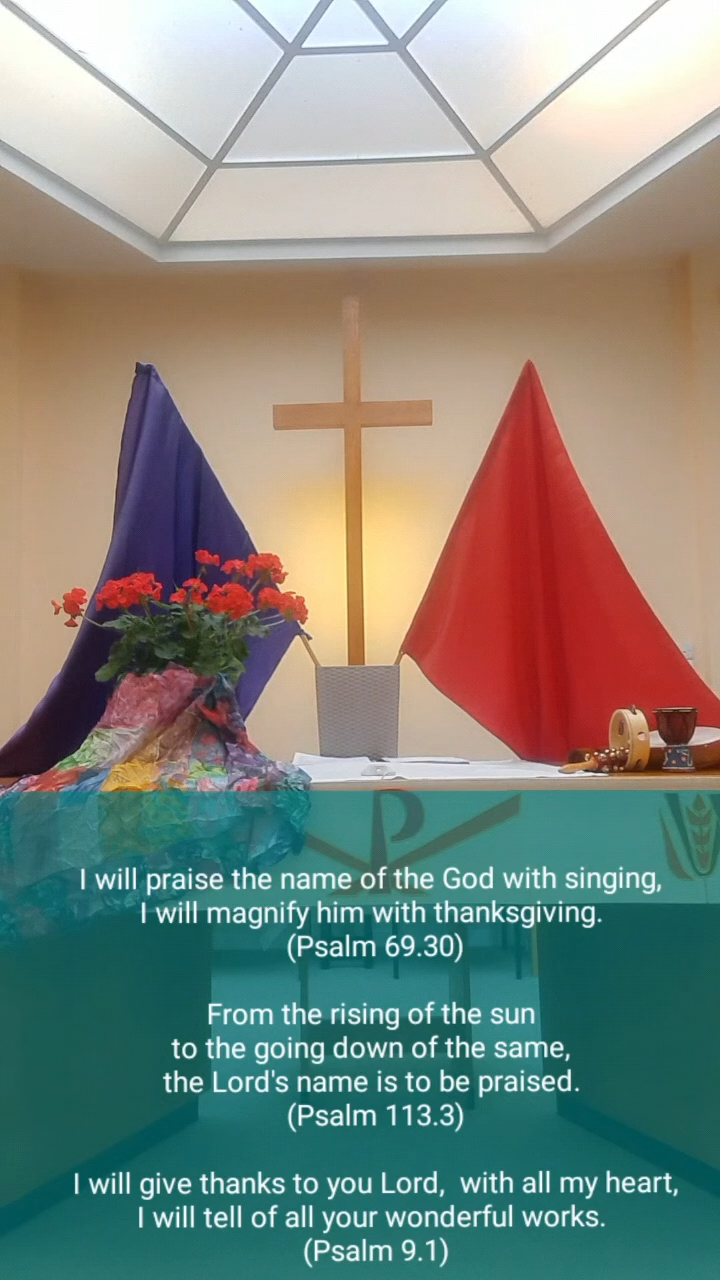 I will praise the name of the God with singing,
I will magnify him with thanksgiving.
(Psalm 69.30)
From the rising of the sun
to the going down of the same,
the Lord's name is to be praised.
(Psalm 113.3)
I will give thanks to you Lord,  with all my heart,
I will tell of all your wonderful works.
(Psalm 9.1)